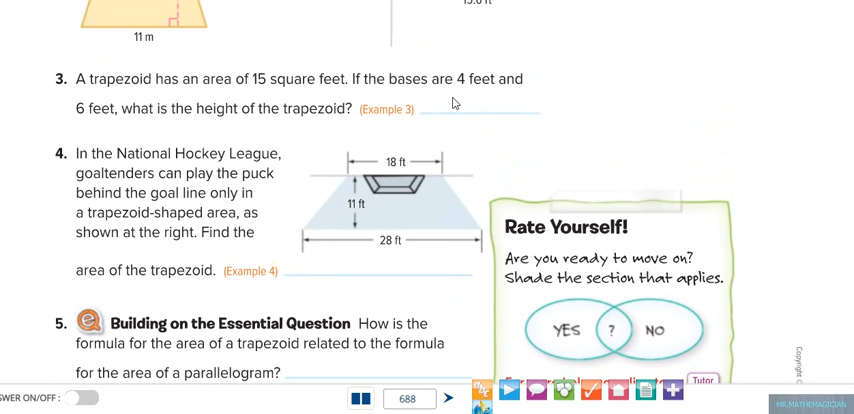 11 m
3. A trapezoid has an area of 15 square feet. If the bases are 4 feet and
6 feet, what is the height of the trapezoid? (Example 3)
4. In the National Hockey League,
goaltenders can play the puck
behind the goal line only in
a trapezoid-shaped area, as
shown at the right. Find the
area of the trapezoid. (Example 4)
18 ft
11 ft
28 ft
5. Building on the Essential Question How is the
formula for the area of a trapezoid related to the formula
for the area of a parallelogram?
Rate Yourself!
Are you ready to move on?
Shade the section that applies.
YES ? NO
Tutor
Copyright ©
SWER ON/OFF :
688
MR.MATHEMAGICIAN